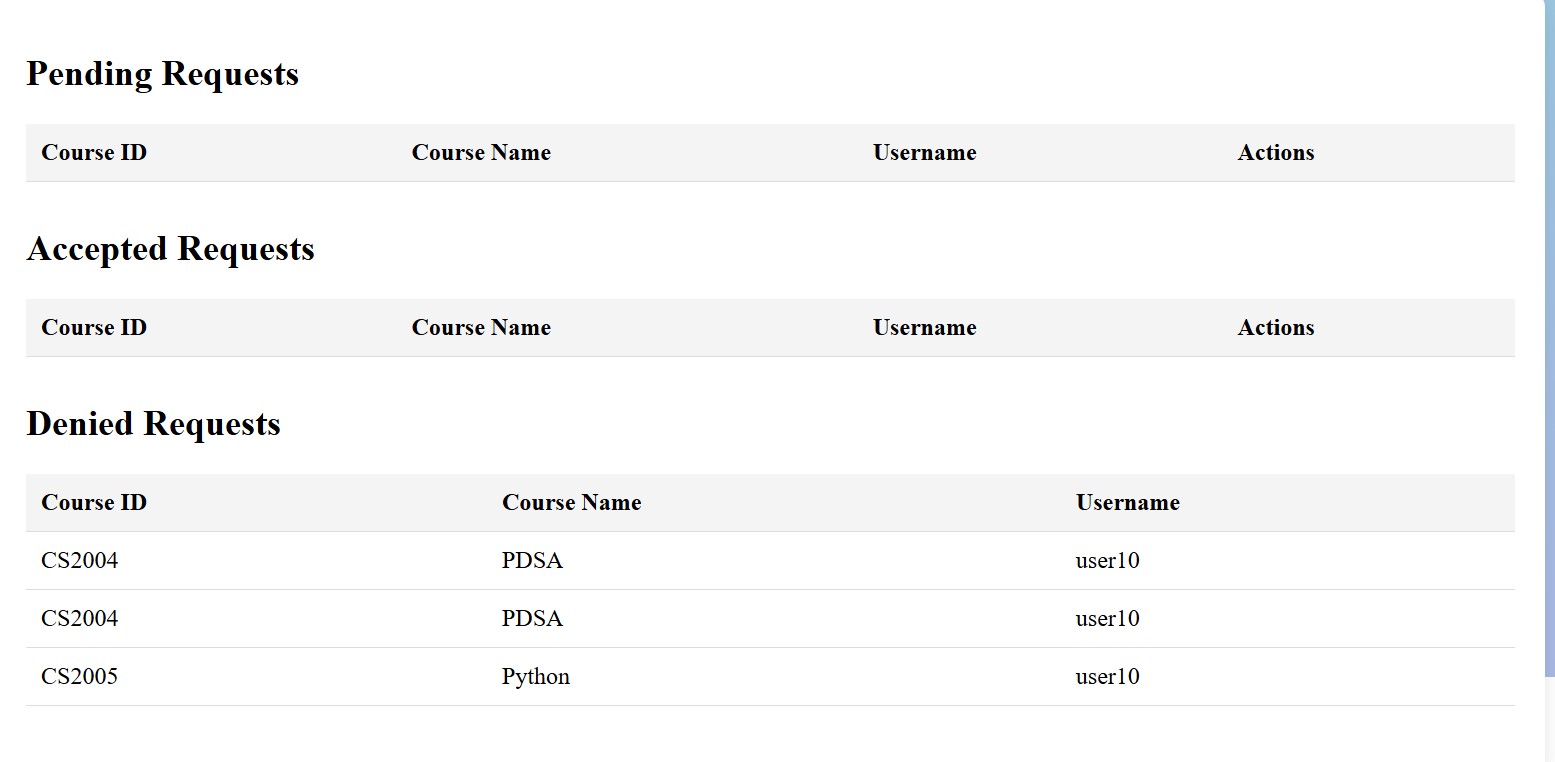 Pending Requests
Course ID Course Name Username Actions
Accepted Requests
Course ID Course Name Username Actions
Denied Requests
Course ID Course Name Username
CS2004 PDSA user10
CS2004 PDSA user10
CS2005 Python user10